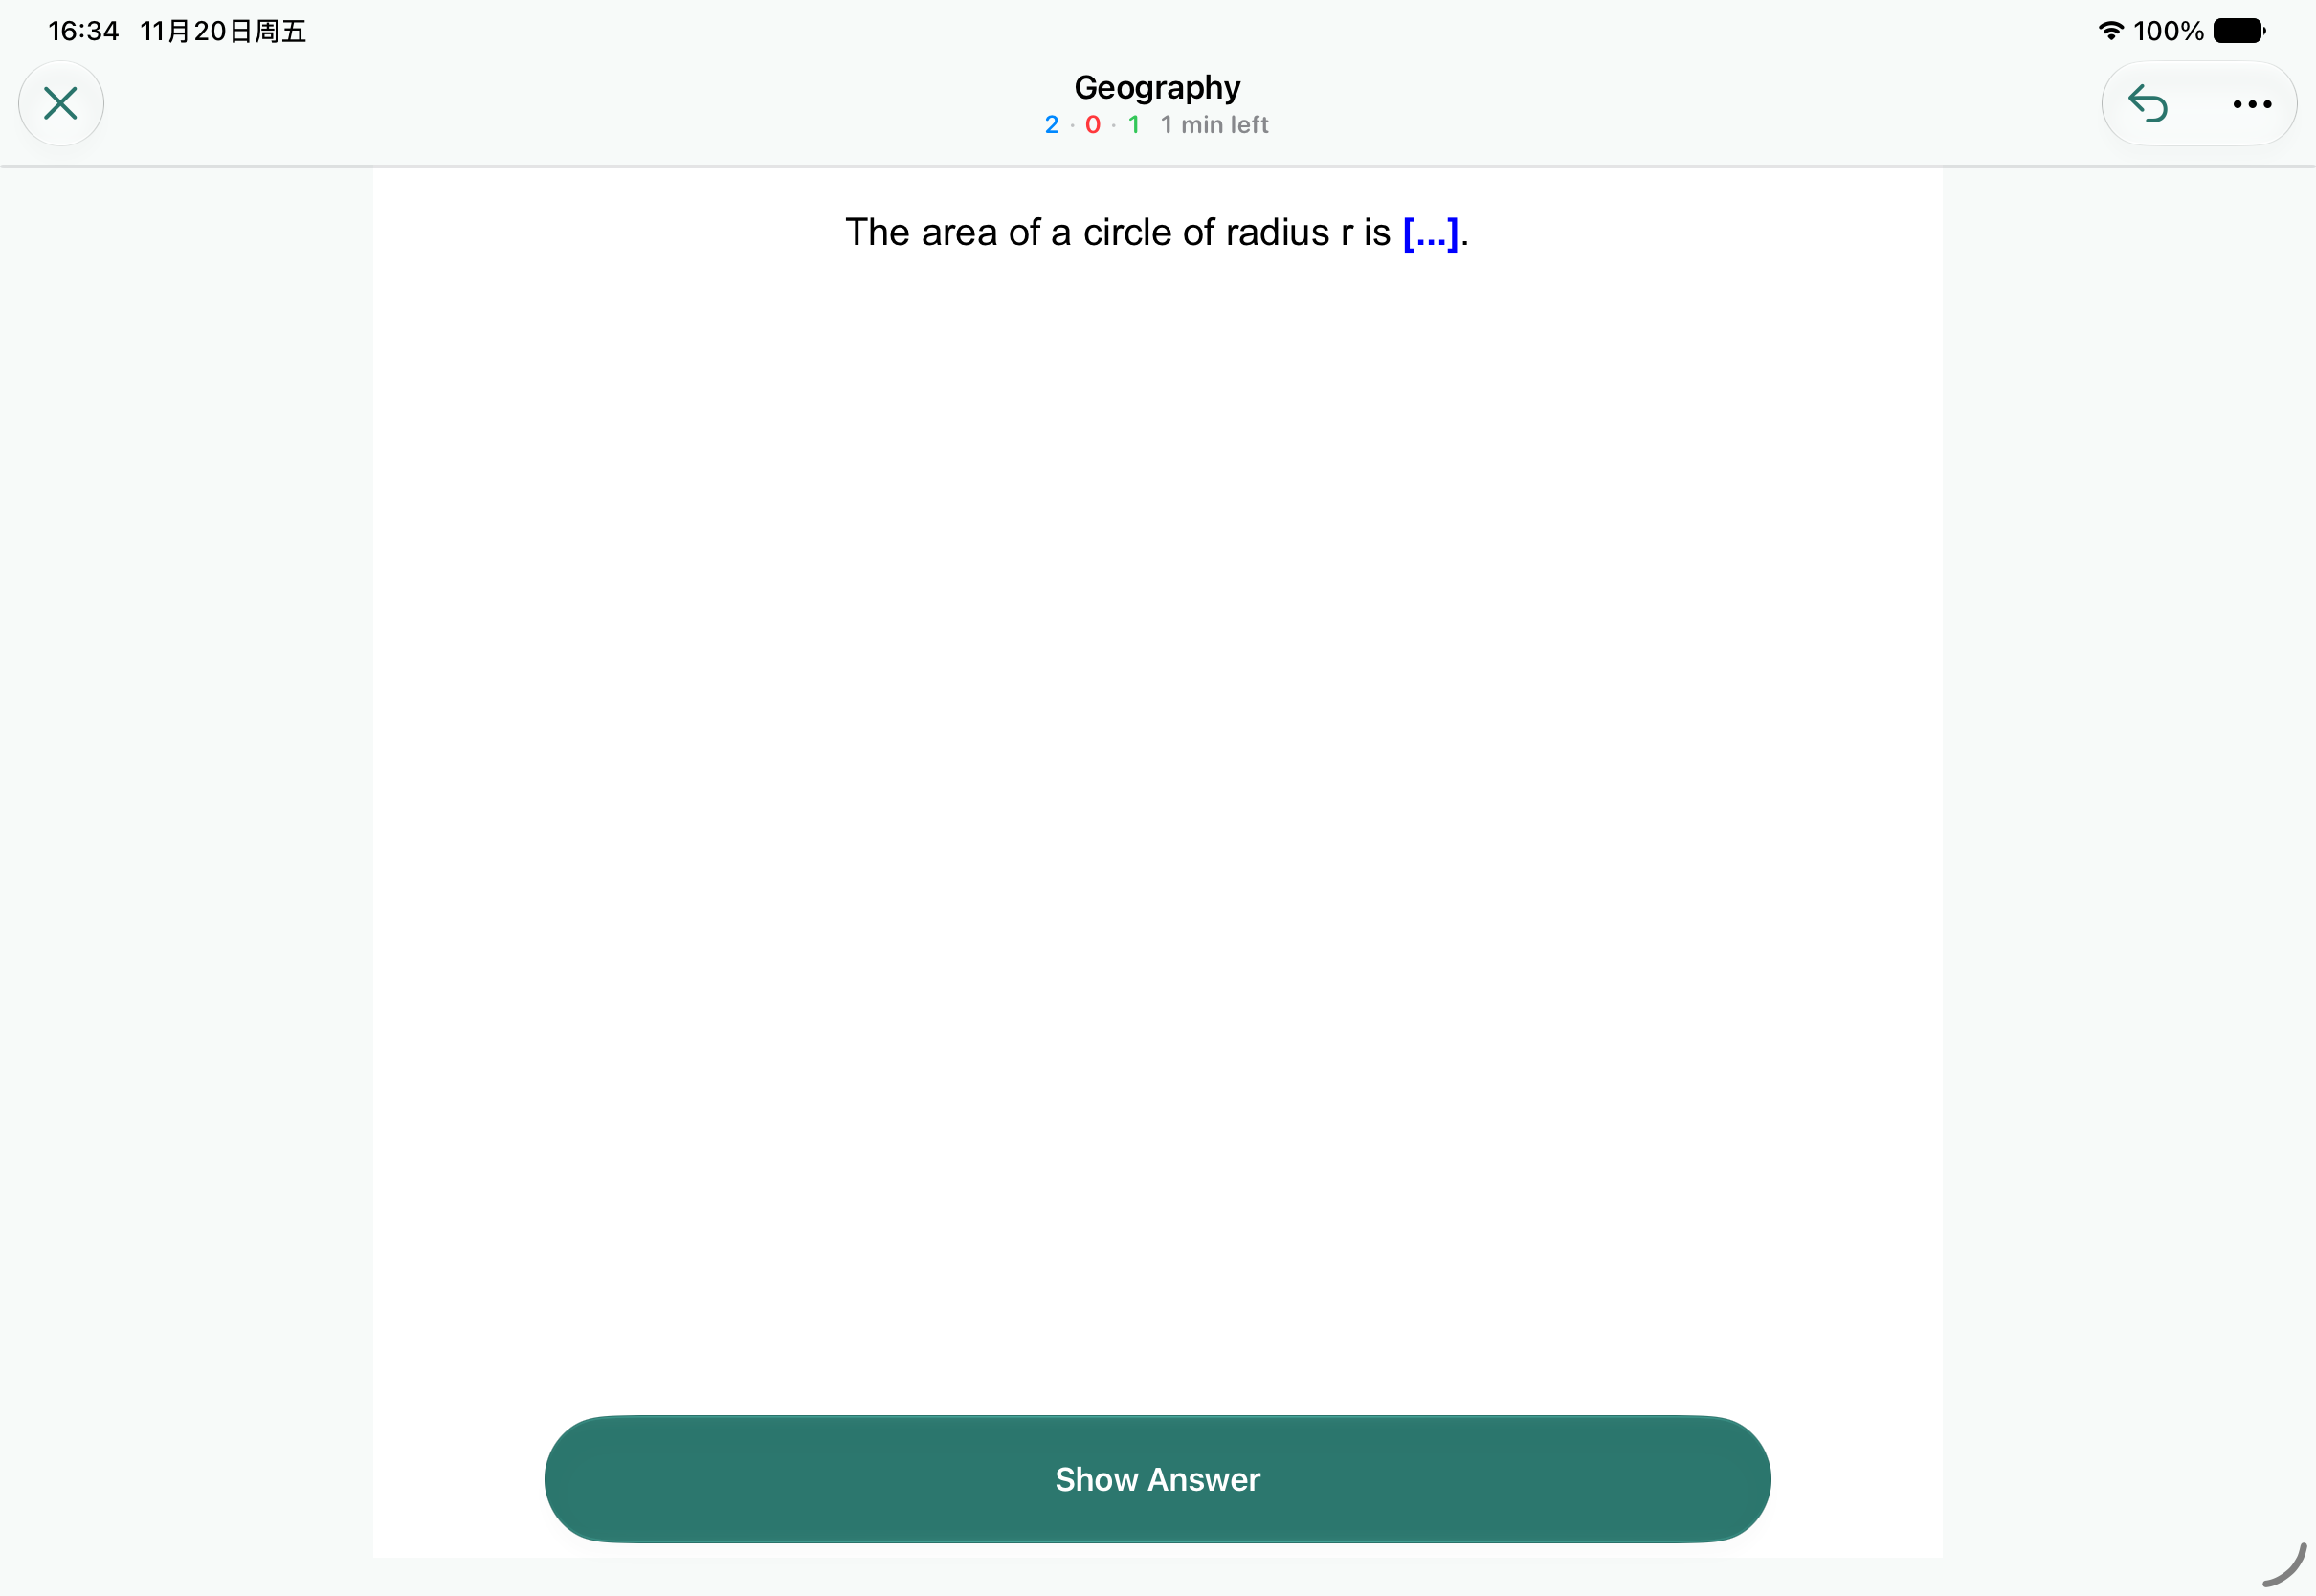 16:34 11月20日周五
100%
Geography
2 · 0 · 1 1 min left
The area of a circle of radius r is [...].
Show Answer